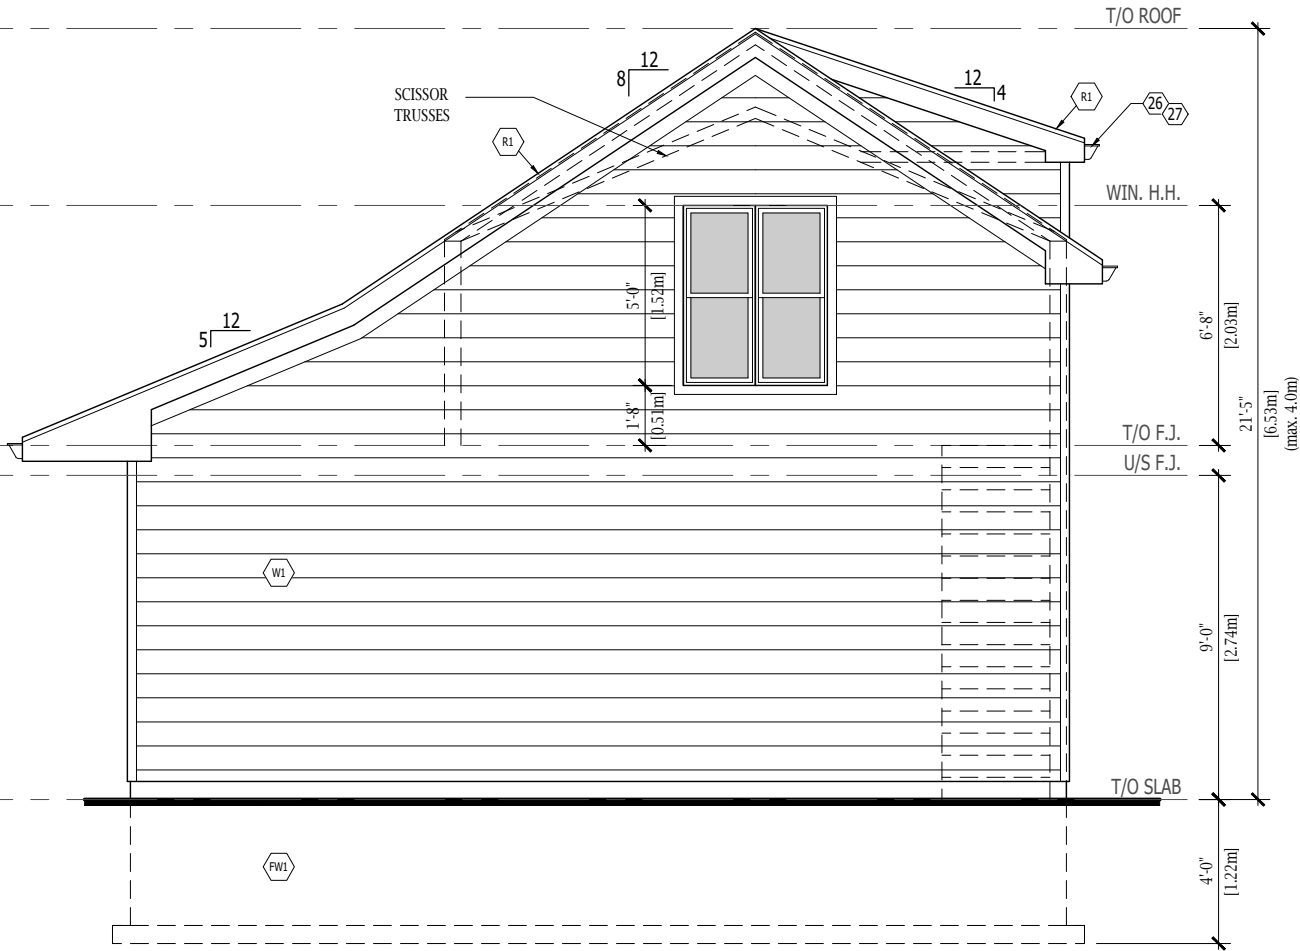 T/O ROOF
12
8
SCISSOR
TRUSSES
R1
12
4
R1
26
27
WIN. H.H.
5'-0"
[1.52m]
6'-8"
[2.03m]
12
5
1'-8"
[0.51m]
21'-5"
[6.53m]
(max. 4.0m)
T/O F.J.
U/S F.J.
W1
9'-0"
[2.74m]
T/O SLAB
FW1
4'-0"
[1.22m]